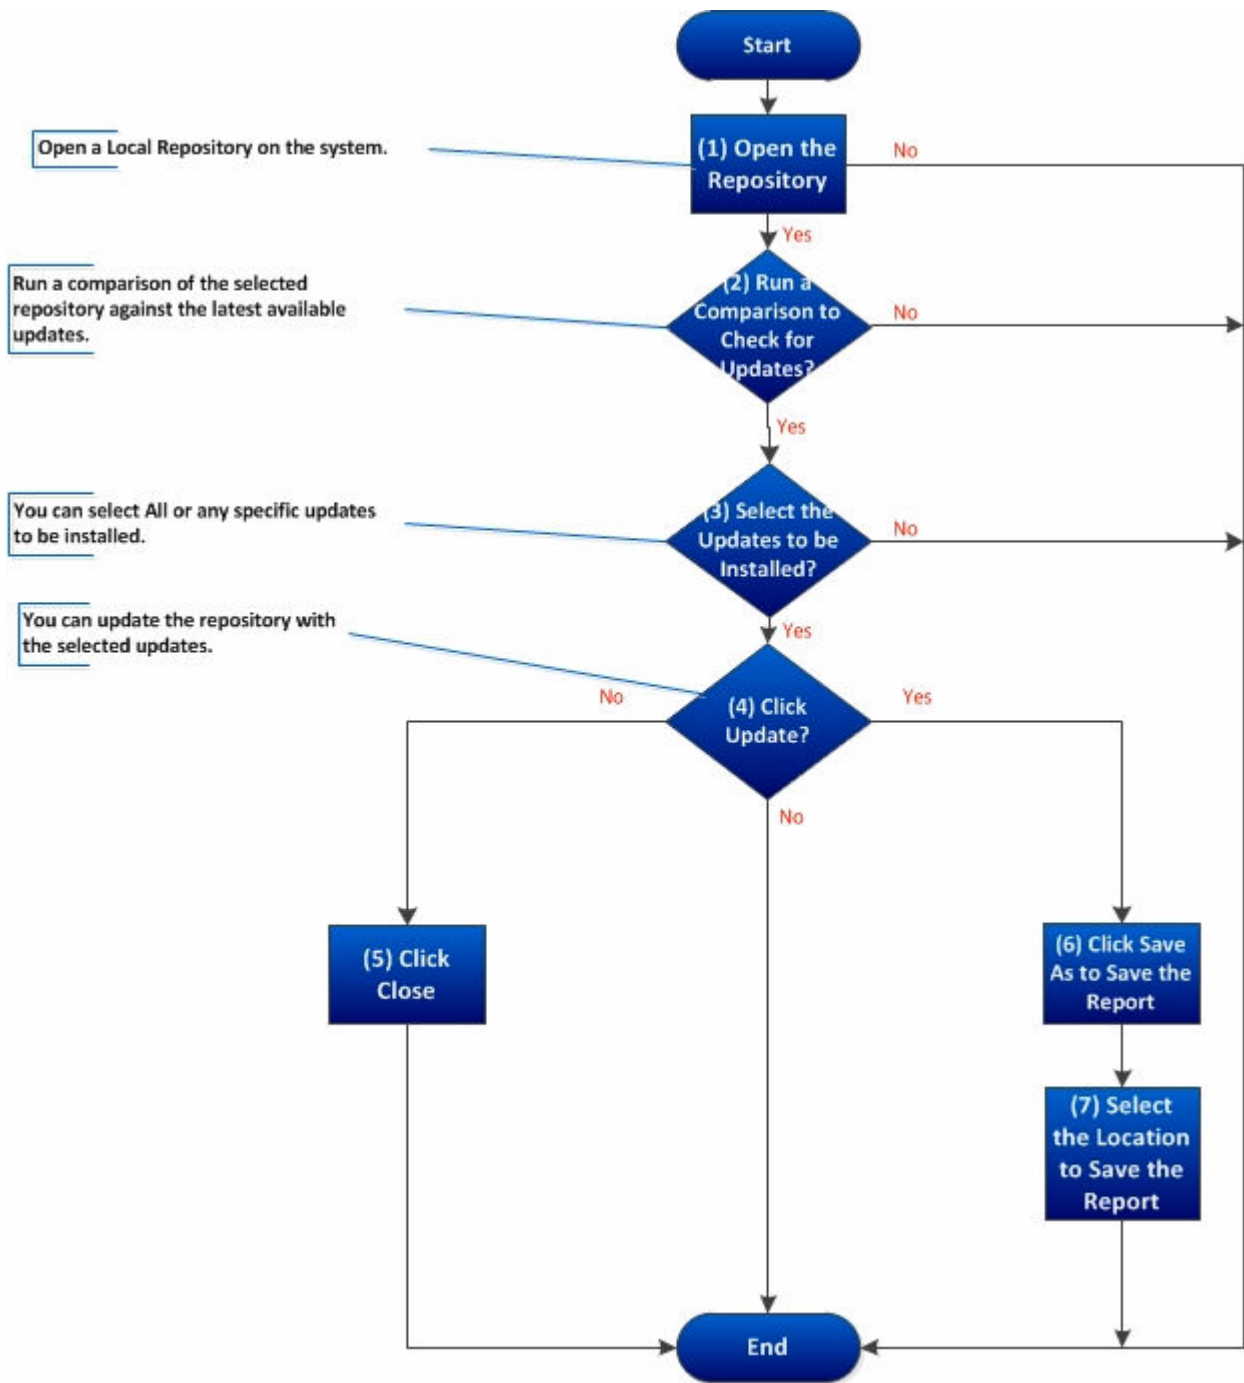 Start
Open a Local Repository on the system.
(1) Open the
Repository
No
Yes
Run a comparison of the selected
repository against the latest available
updates.
(2) Run a
Comparison to
Check for
Updates?
No
Yes
You can select All or any specific updates
to be installed.
(3) Select the
Updates to be
Installed?
No
Yes
You can update the repository with
the selected updates.
No
(4) Click
Update?
Yes
No
(5) Click
Close
(6) Click Save
As to Save the
Report
(7) Select
the Location
to Save the
Report
End